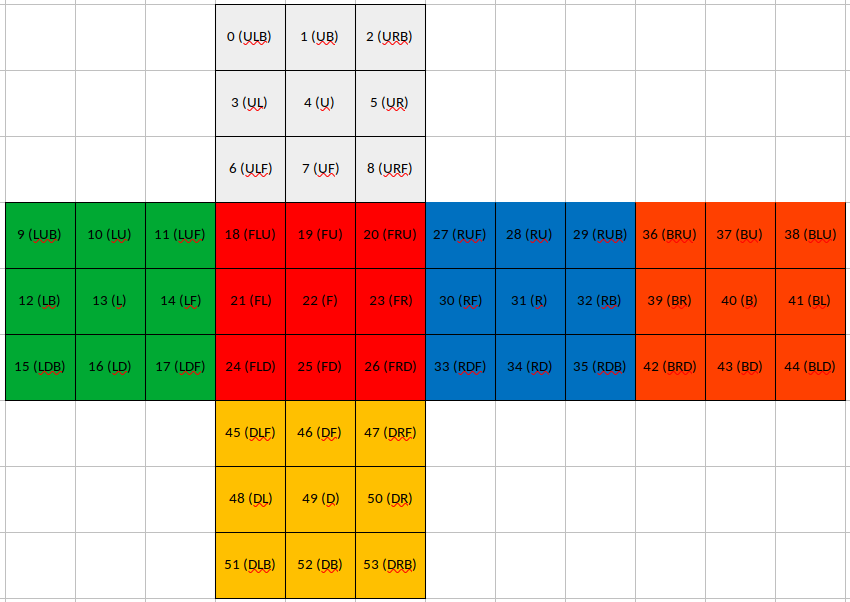 0 (ULB) 1 (UB) 2 (URB)
3 (UL) 4 (U) 5 (UR)
6 (ULF) 7 (UF) 8 (URF)
9 (LUB) 10 (LU) 11 (LUF) 18 (FLU) 19 (FU) 20 (FRU) 27 (RUF) 28 (RU) 29 (RUB) 36 (BRU) 37 (BU) 38 (BLU)
12 (LB) 13 (L) 14 (LF) 21 (FL) 22 (F) 23 (FR) 30 (RF) 31 (R) 32 (RB) 39 (BR) 40 (B) 41 (BL)
15 (LDB) 16 (LD) 17 (LDF) 24 (FLD) 25 (FD) 26 (FRD) 33 (RDF) 34 (RD) 35 (RDB) 42 (BRD) 43 (BD) 44 (BLD)
45 (DLF) 46 (DF) 47 (DRF)
48 (DL) 49 (D) 50 (DR)
51 (DLB) 52 (DB) 53 (DRB)